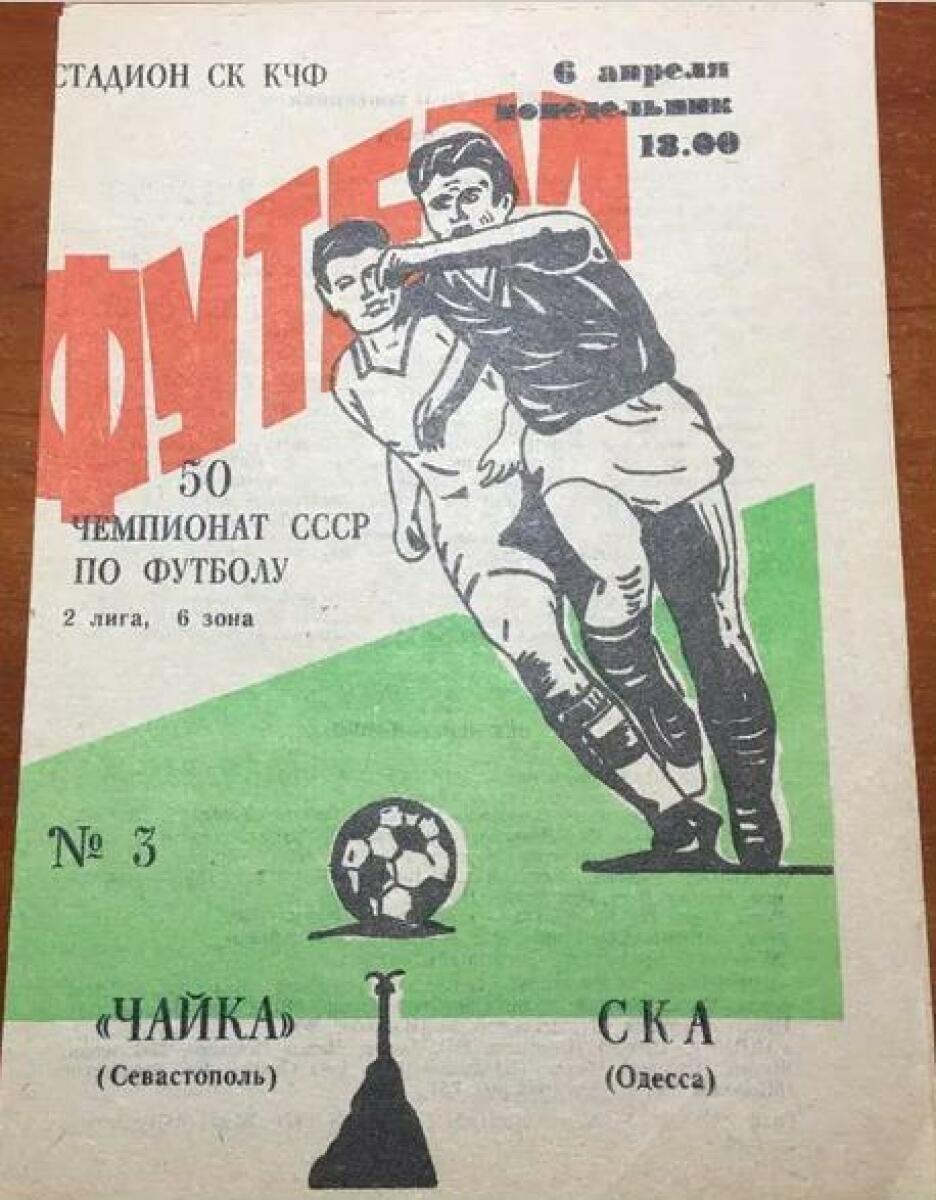 СТАДИОН СК КЧФ
6 апреля
понедельник
18.00
ФУТБОЛ
50
ЧЕМПИОНАТ СССР
ПО ФУТБОЛУ
2 лига, 6 зона
№ 3
«ЧАЙКА»
(Севастополь)
СКА
(Одесса)